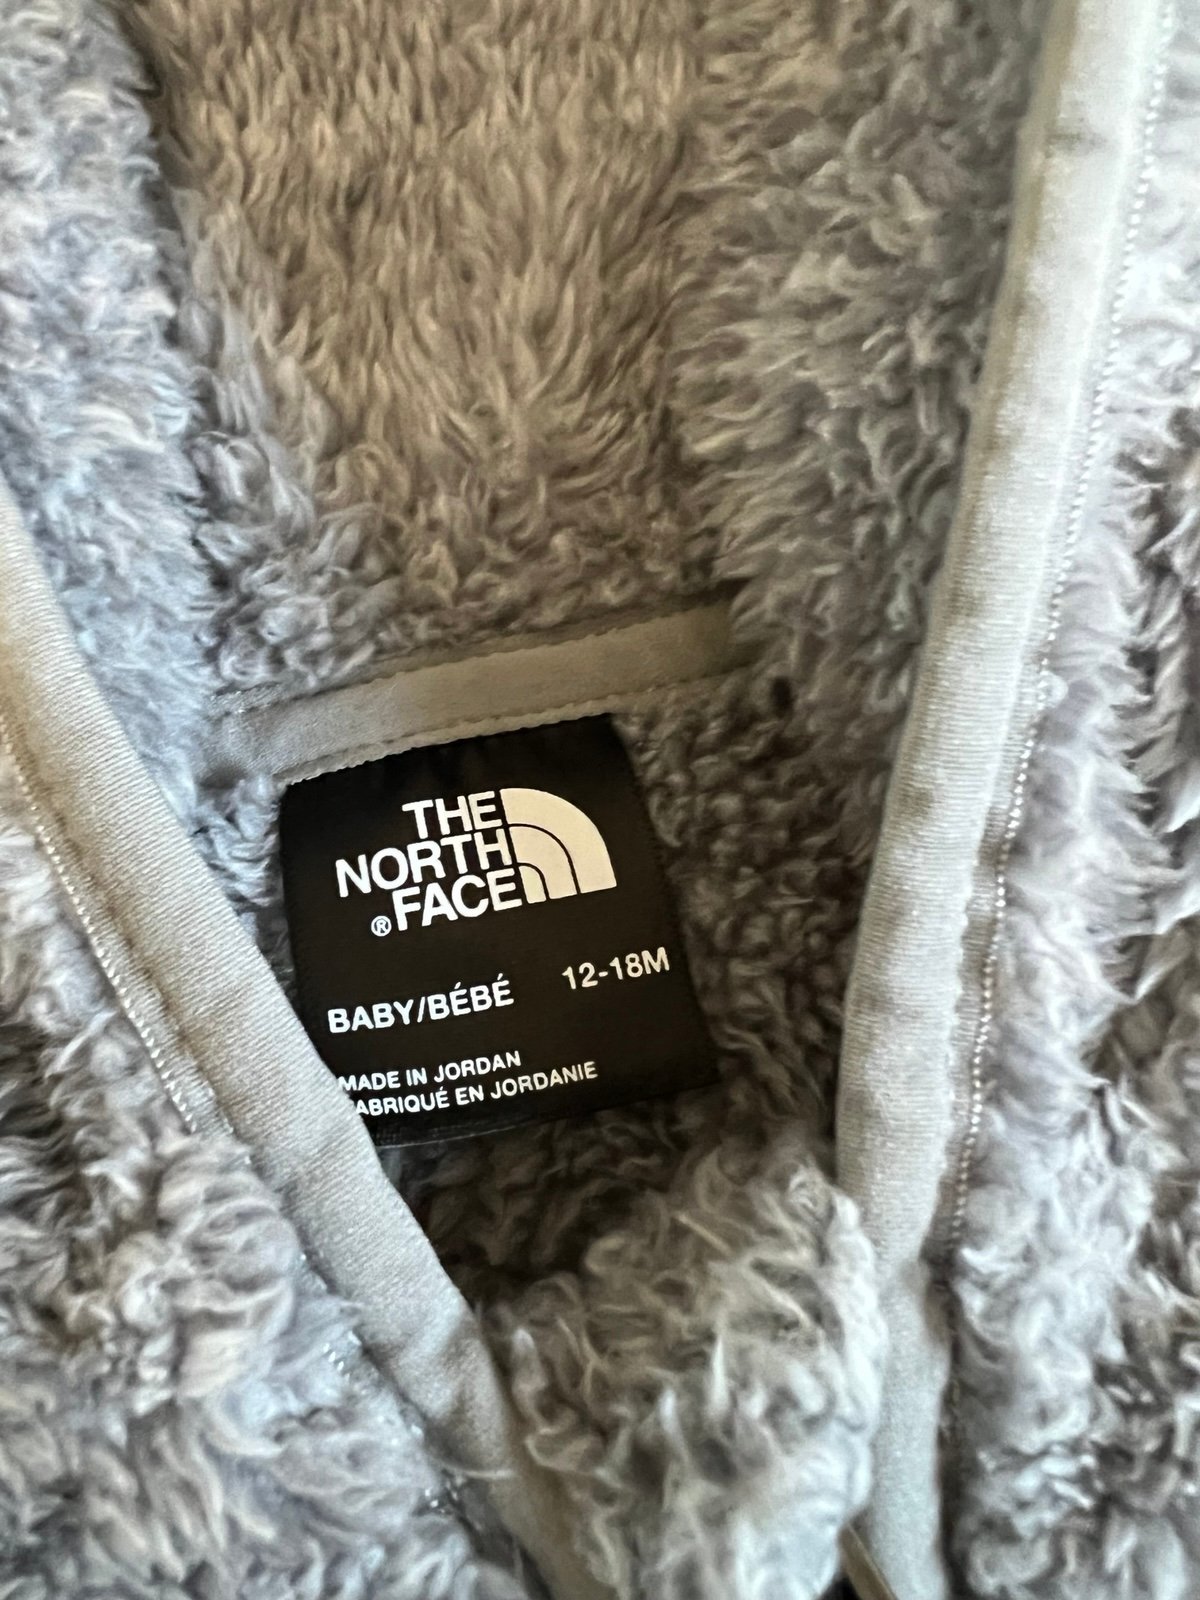 THE
NORTH
® FACE
BABY/BÉBÉ 12-18M
MADE IN JORDAN
FABRIQUÉ EN JORDANIE